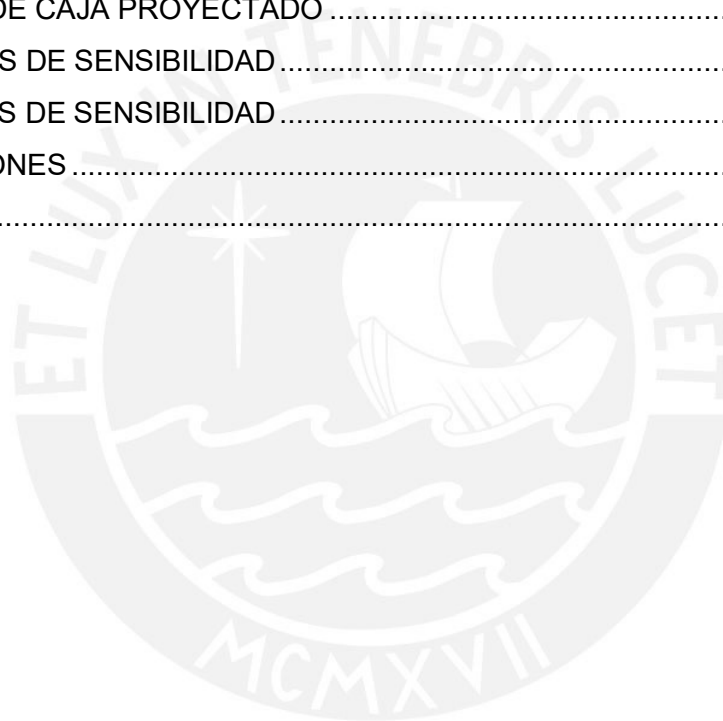 DE CAJA PROYECTADO ......................................................
S DE SENSIBILIDAD ............................................................
S DE SENSIBILIDAD ............................................................
ONES ....................................................................................
.............................................................................................
ET LUX IN TENEBRIS LUCET
MCMXVII